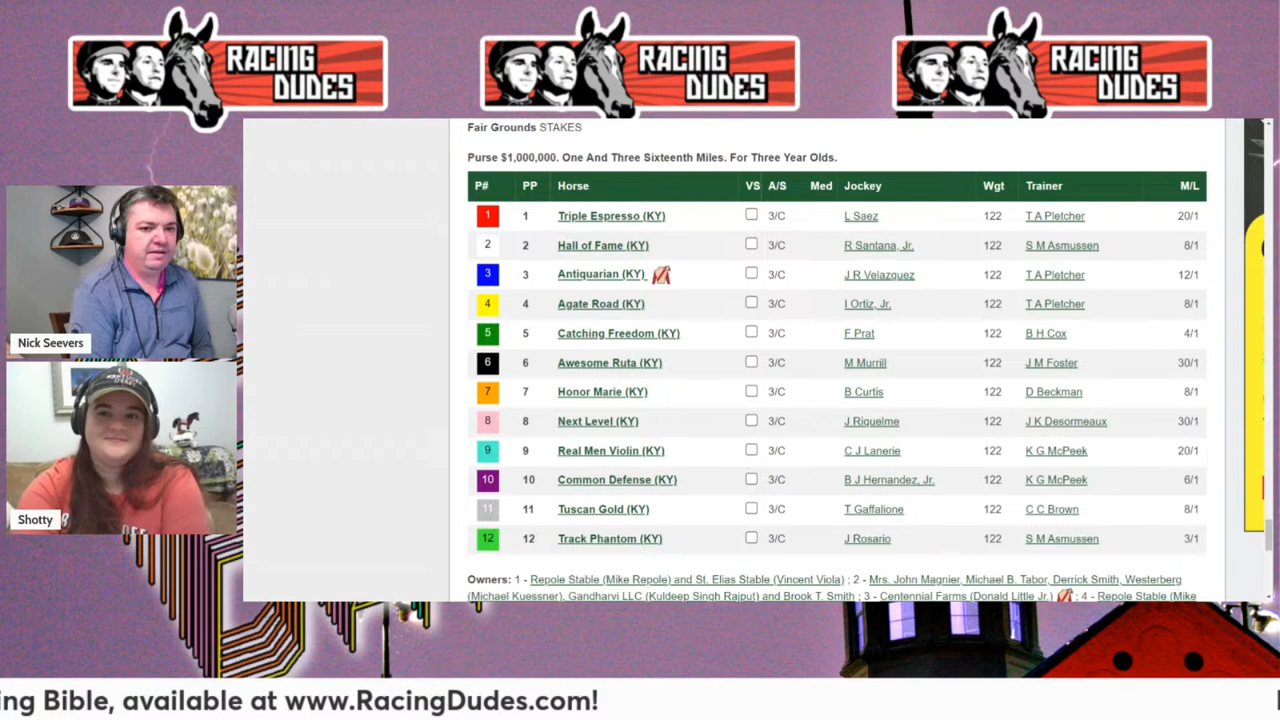 RACING
DUDES
RACING
DUDES
RACING
DUDES
Fair Grounds STAKES
Purse $1,000,000. One And Three Sixteenth Miles. For Three Year Olds.
P# PP Horse VS A/S Med Jockey Wgt Trainer M/L
1 1 Triple Espresso (KY) 3/C L Saez 122 T A Pletcher 20/1
2 2 Hall of Fame (KY) 3/C R Santana, Jr. 122 S M Asmussen 8/1
3 3 Antiquarian (KY) 3/C J R Velazquez 122 T A Pletcher 12/1
4 4 Agate Road (KY) 3/C I Ortiz, Jr. 122 T A Pletcher 8/1
5 5 Catching Freedom (KY) 3/C F Prat 122 B H Cox 4/1
6 6 Awesome Ruta (KY) 3/C M Murrill 122 J M Foster 30/1
7 7 Honor Marie (KY) 3/C B Curtis 122 D Beckman 8/1
8 8 Next Level (KY) 3/C J Riquelme 122 J K Desormeaux 30/1
9 9 Real Men Violin (KY) 3/C C J Lanerie 122 K G McPeek 20/1
10 10 Common Defense (KY) 3/C B J Hernandez, Jr. 122 K G McPeek 6/1
11 11 Tuscan Gold (KY) 3/C T Gaffalione 122 C C Brown 8/1
12 12 Track Phantom (KY) 3/C J Rosario 122 S M Asmussen 3/1
Owners: 1 - Repole Stable (Mike Repole) and St. Elias Stable (Vincent Viola) ; 2 - Mrs. John Magnier, Michael B. Tabor, Derrick Smith, Westerberg
(Michael Kuessner), Gandharvi LLC (Kuldeep Singh Rajput) and Brook T. Smith ; 3 - Centennial Farms (Donald Little Jr.) ; 4 - Repole Stable (Mike
Nick Seevers
Shotty
ing Bible, available at www.RacingDudes.com!